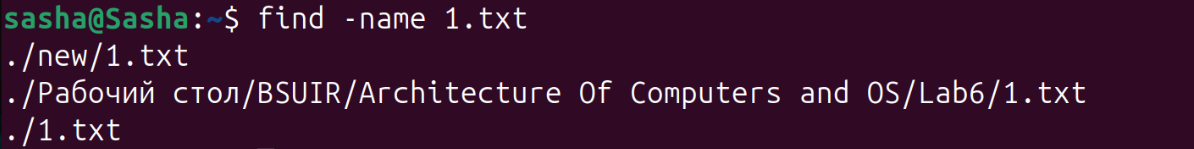 sasha@Sasha:~$ find -name 1.txt
./new/1.txt
./Рабочий стол/BSUIR/Architecture Of Computers and OS/Lab6/1.txt
./1.txt